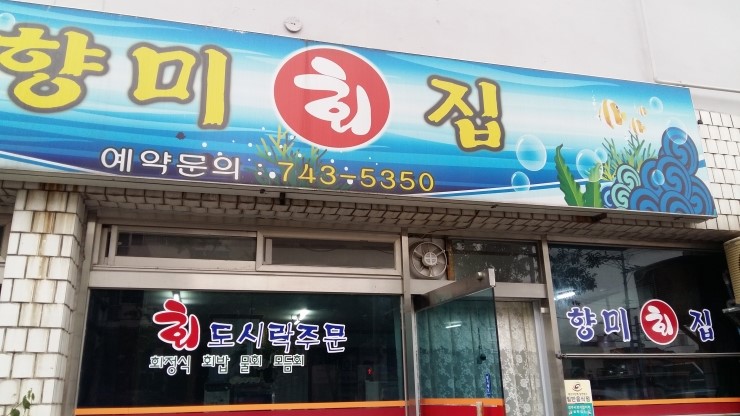 향미회집
예약문의 : 743-5350
회도시락주문
회정식 회밥 물회 모듬회
향미회집